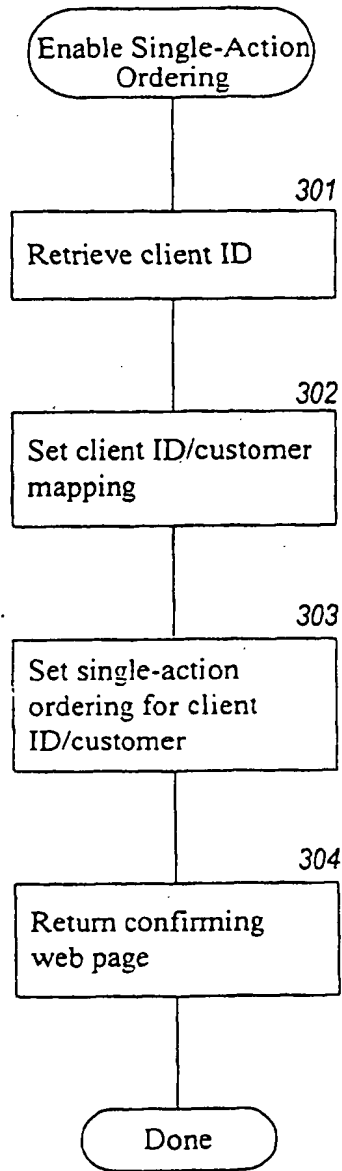 Enable Single-Action
Ordering
301
Retrieve client ID
302
Set client ID/customer
mapping
303
Set single-action
ordering for client
ID/customer
304
Return confirming
web page
Done